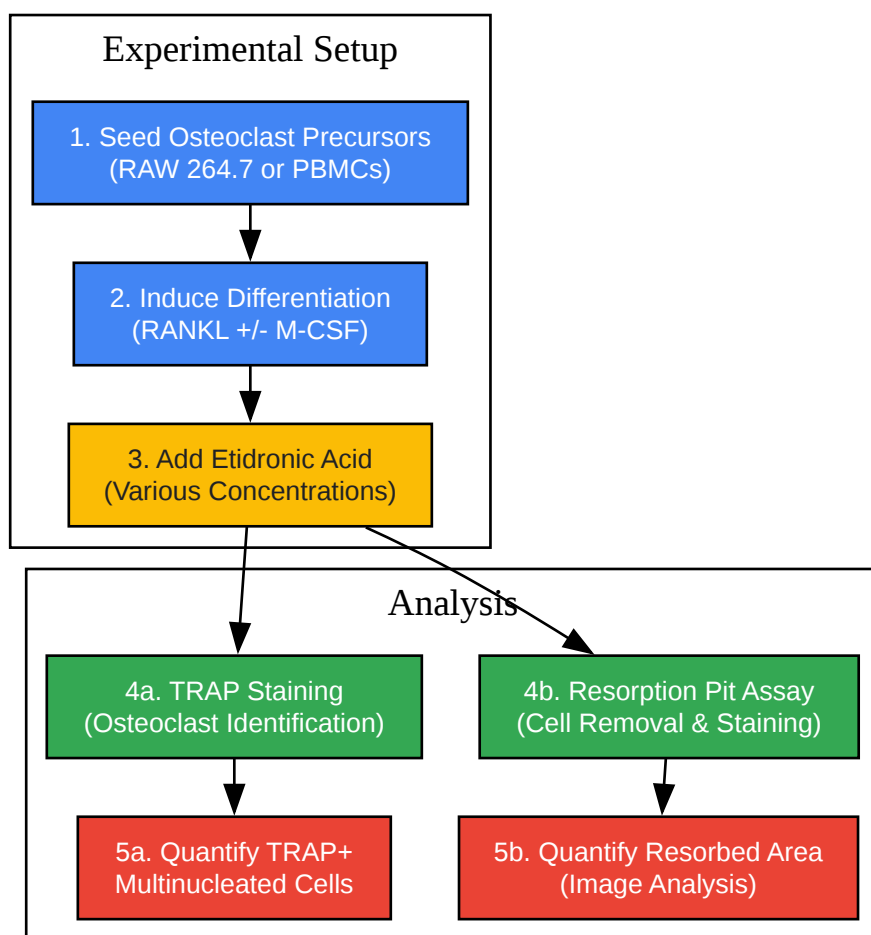 Experimental Setup
1. Seed Osteoclast Precursors
(RAW 264.7 or PBMCs)
2. Induce Differentiation
(RANKL +/- M-CSF)
3. Add Etidronic Acid
(Various Concentrations)
Analysis
4a. TRAP Staining
(Osteoclast Identification)
4b. Resorption Pit Assay
(Cell Removal & Staining)
5a. Quantify TRAP+
Multinucleated Cells
5b. Quantify Resorbed Area
(Image Analysis)